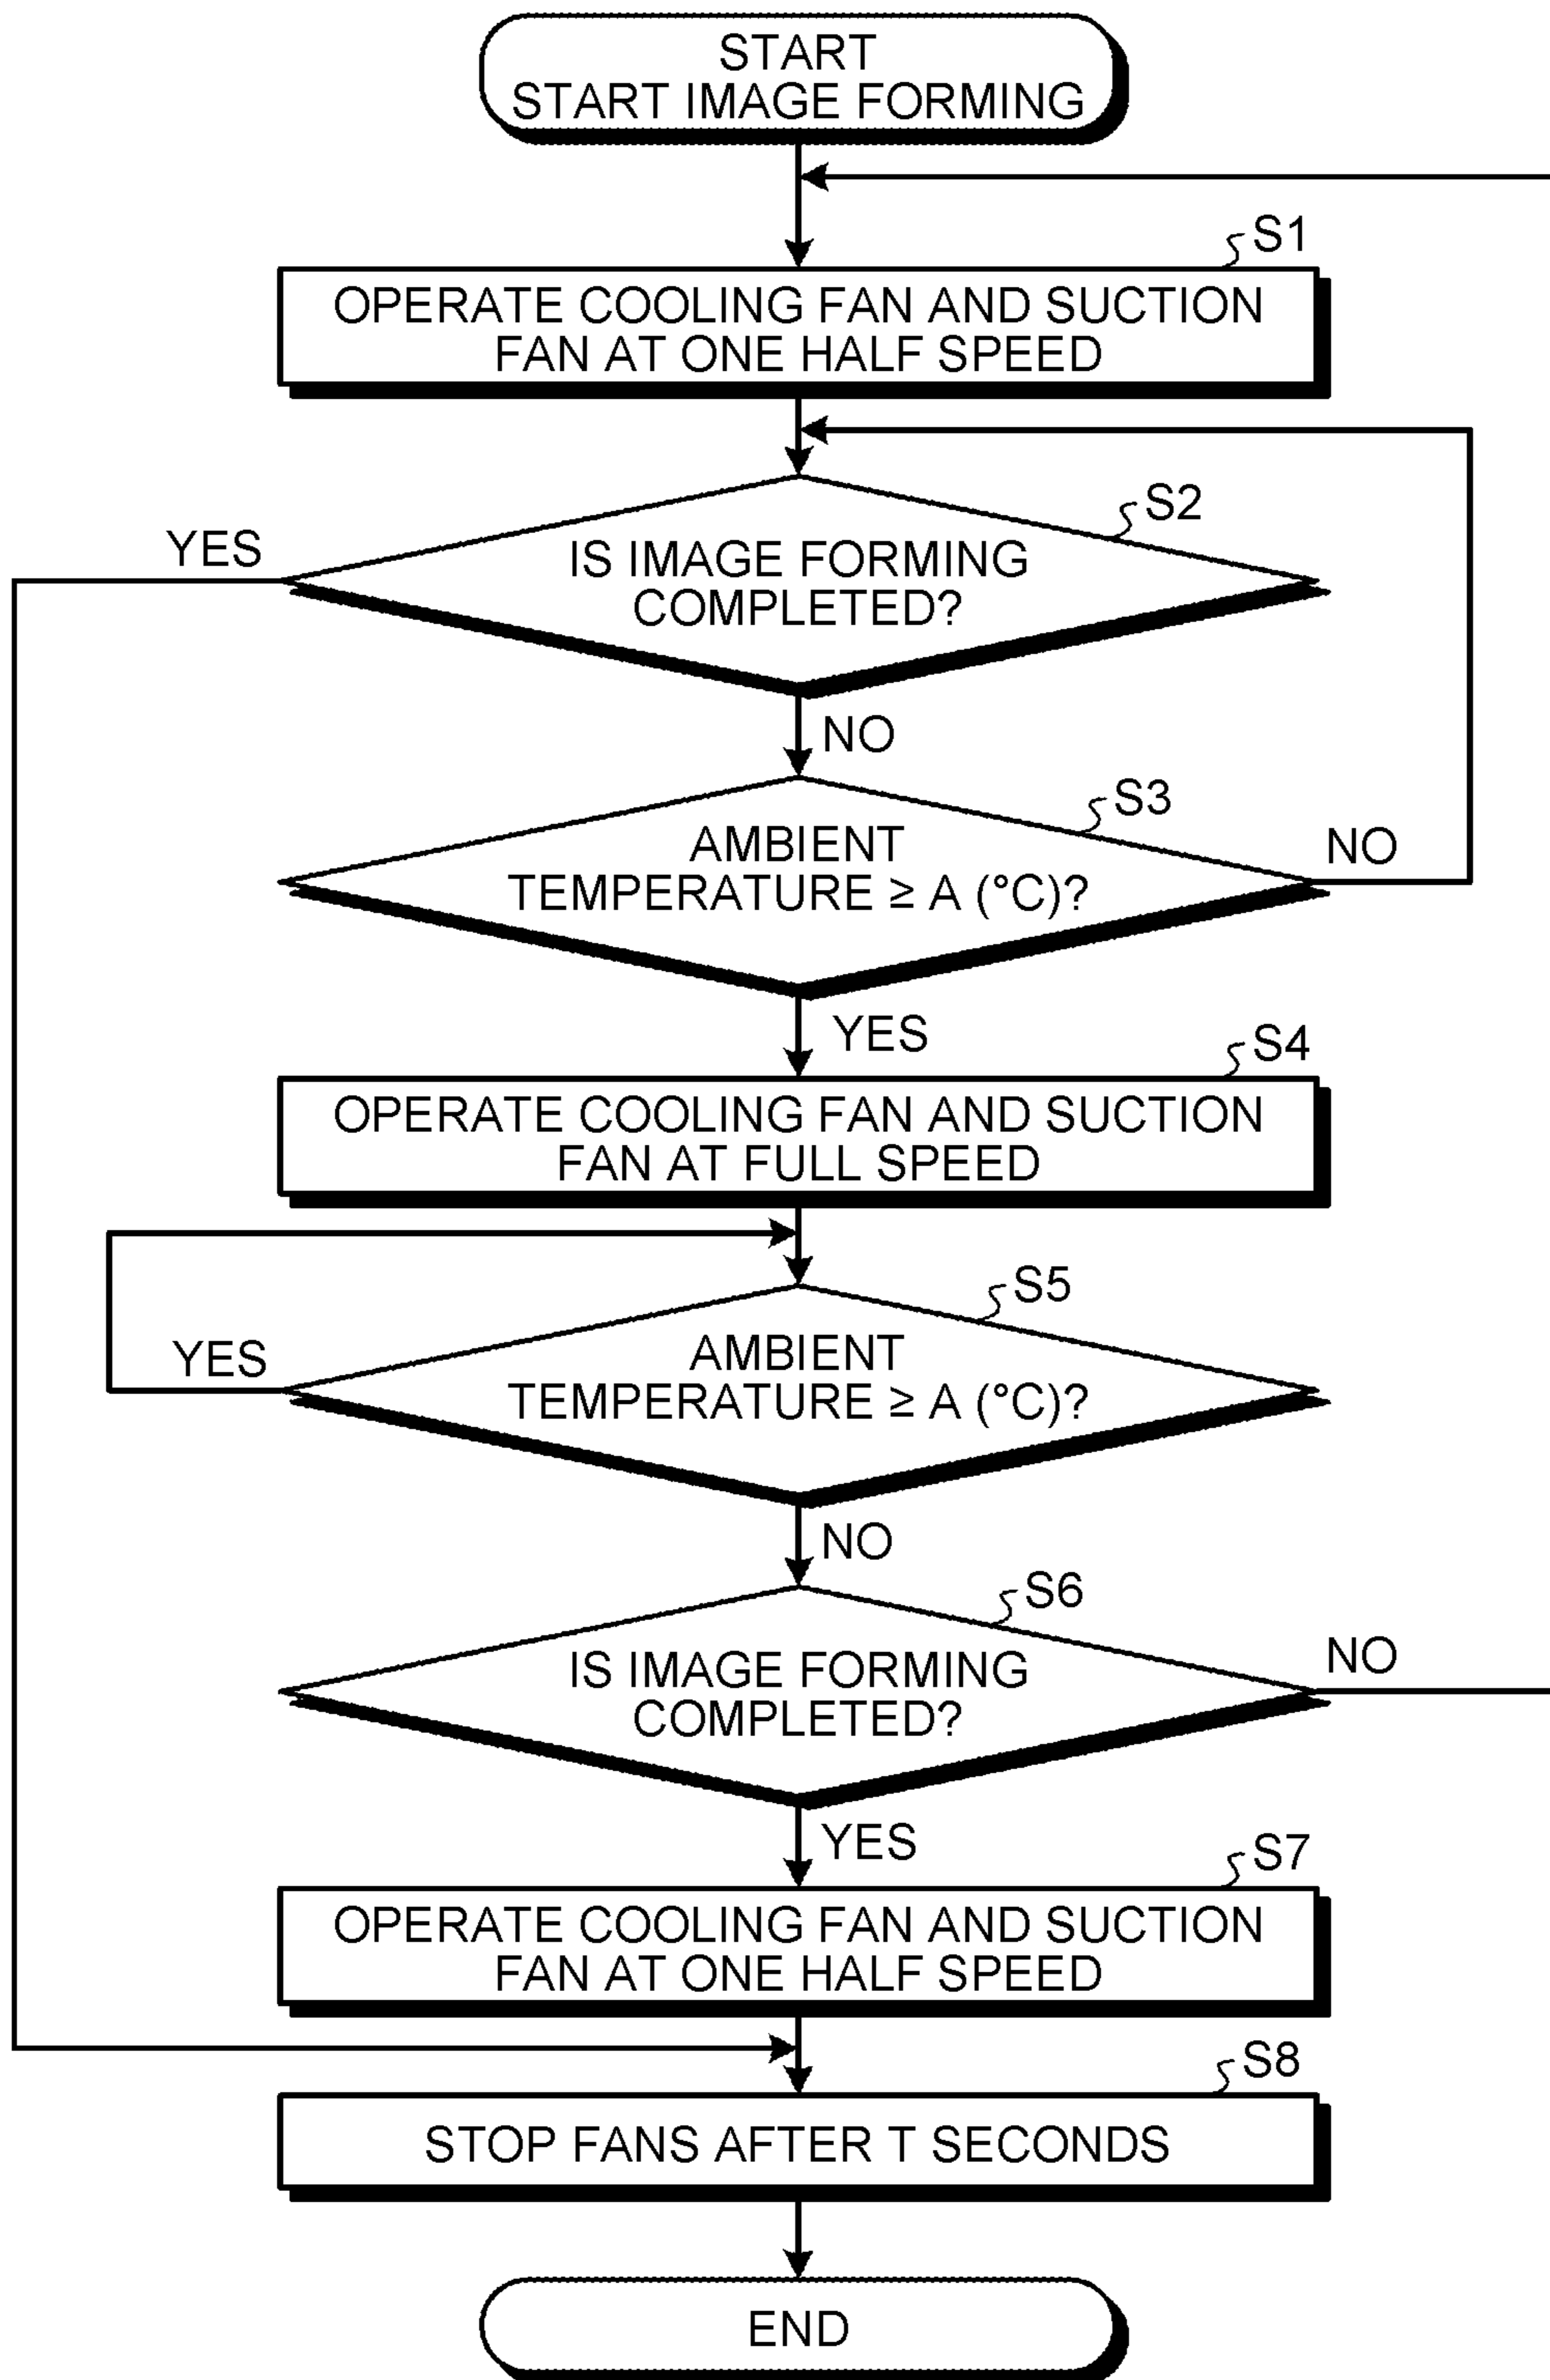 START
START IMAGE FORMING
S1
OPERATE COOLING FAN AND SUCTION
FAN AT ONE HALF SPEED
S2
YES
IS IMAGE FORMING
COMPLETED?
NO
S3
AMBIENT
TEMPERATURE ≥ A (°C)?
NO
YES
S4
OPERATE COOLING FAN AND SUCTION
FAN AT FULL SPEED
S5
YES
AMBIENT
TEMPERATURE ≥ A (°C)?
NO
S6
IS IMAGE FORMING
COMPLETED?
NO
YES
S7
OPERATE COOLING FAN AND SUCTION
FAN AT ONE HALF SPEED
S8
STOP FANS AFTER T SECONDS
END